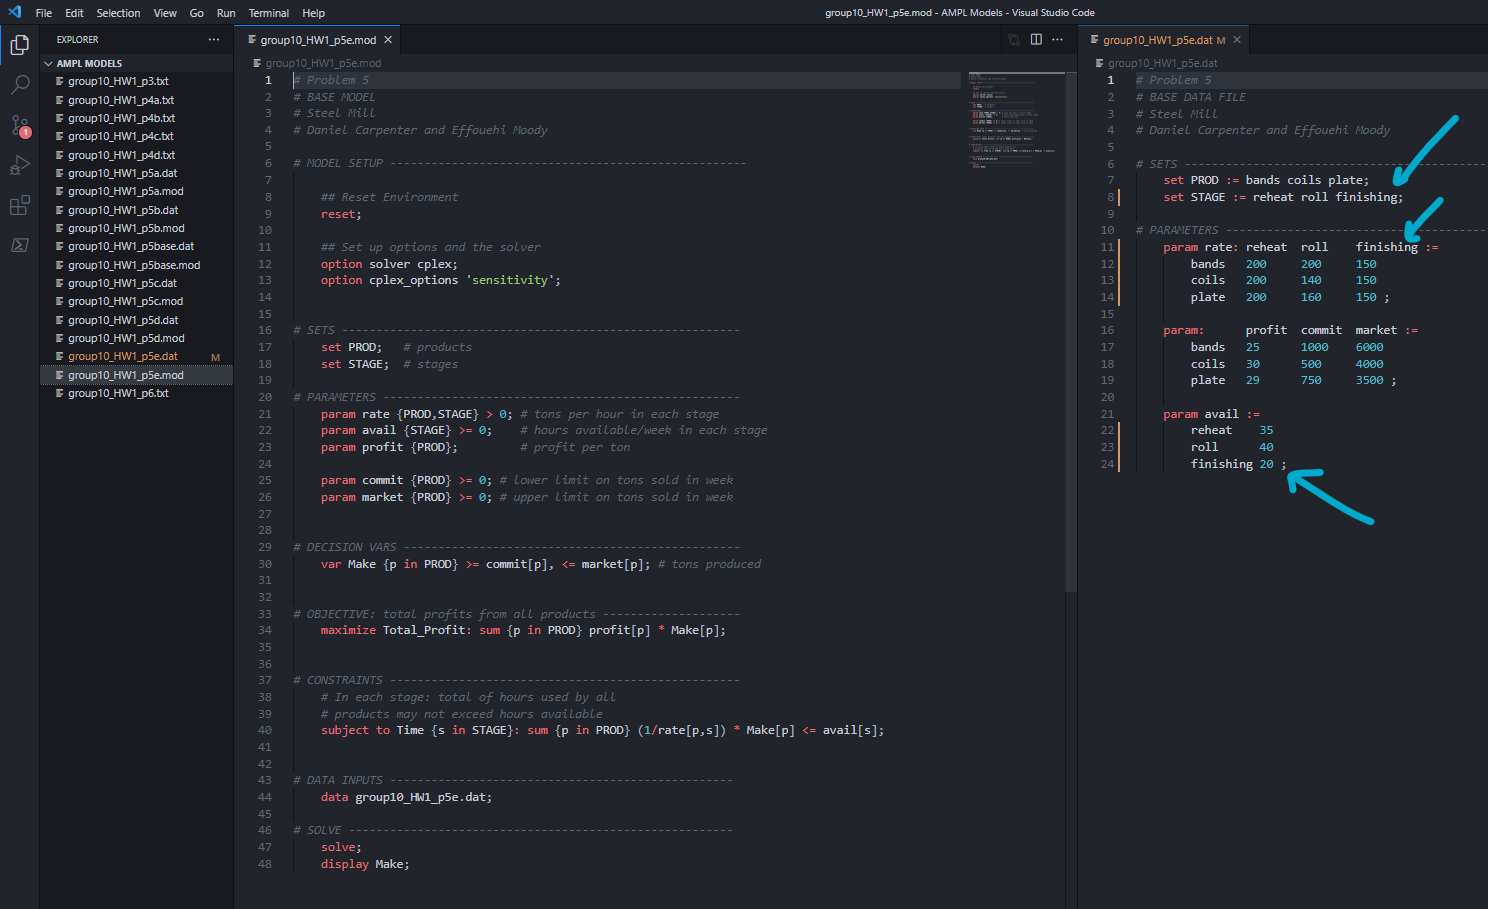 File Edit Selection View Go Run Terminal Help
group10_HW1_p5e.mod - AMPL Models - Visual Studio Code
EXPLORER ···
AMPL MODELS
group10_HW1_p3.txt
group10_HW1_p4a.txt
group10_HW1_p4b.txt
group10_HW1_p4c.txt
group10_HW1_p4d.txt
group10_HW1_p5a.dat
group10_HW1_p5a.mod
group10_HW1_p5b.dat
group10_HW1_p5b.mod
group10_HW1_p5base.dat
group10_HW1_p5base.mod
group10_HW1_p5c.dat
group10_HW1_p5c.mod
group10_HW1_p5d.dat
group10_HW1_p5d.mod
group10_HW1_p5e.dat M
group10_HW1_p5e.mod
group10_HW1_p6.txt
1
group10_HW1_p5e.mod
group10_HW1_p5e.mod
1 # Problem 5
2 # BASE MODEL
3 # Steel Mill
4 # Daniel Carpenter and Effouehi Moody
5
6 # MODEL SETUP ----------------------------------------------------
7
8 ## Reset Environment
9 reset;
10
11 ## Set up options and the solver
12 option solver cplex;
13 option cplex_options 'sensitivity';
14
15
16 # SETS ----------------------------------------------------------
17 set PROD; # products
18 set STAGE; # stages
19
20 # PARAMETERS ---------------------------------------------------
21 param rate {PROD,STAGE} > 0; # tons per hour in each stage
22 param avail {STAGE} >= 0; # hours available/week in each stage
23 param profit {PROD}; # profit per ton
24
25 param commit {PROD} >= 0; # lower limit on tons sold in week
26 param market {PROD} >= 0; # upper limit on tons sold in week
27
28
29 # DECISION VARS -------------------------------------------------
30 var Make {p in PROD} >= commit[p], <= market[p]; # tons produced
31
32
33 # OBJECTIVE: total profits from all products --------------------
34 maximize Total_Profit: sum {p in PROD} profit[p] * Make[p];
35
36
37 # CONSTRAINTS ---------------------------------------------------
38 # In each stage: total of hours used by all
39 # products may not exceed hours available
40 subject to Time {s in STAGE}: sum {p in PROD} (1/rate[p,s]) * Make[p] <= avail[s];
41
42
43 # DATA INPUTS --------------------------------------------------
44 data group10_HW1_p5e.dat;
45
46 # SOLVE --------------------------------------------------------
47 solve;
48 display Make;
group10_HW1_p5e.dat M
group10_HW1_p5e.dat
1 # Problem 5
2 # BASE DATA FILE
3 # Steel Mill
4 # Daniel Carpenter and Effouehi Moody
5
6 # SETS --------------------------------------------
7 set PROD := bands coils plate;
8 set STAGE := reheat roll finishing;
9
10 # PARAMETERS --------------------------------------
11 param rate: reheat roll finishing :=
12 bands 200 200 150
13 coils 200 140 150
14 plate 200 160 150 ;
15
16 param: profit commit market :=
17 bands 25 1000 6000
18 coils 30 500 4000
19 plate 29 750 3500 ;
20
21 param avail :=
22 reheat 35
23 roll 40
24 finishing 20 ;